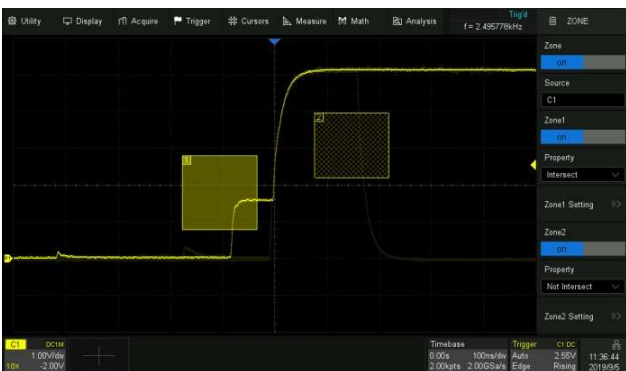 Utility Display Acquire Trigger Cursors Measure Math Analysis
Trig'd
f = 2.495778kHz
ZONE
Zone
on
Source
C1
Zone1
on
Property
Intersect
Zone1 Setting
Zone2
on
Property
Not Intersect
Zone2 Setting
1
2
C1 DC1M
1.00V/div
10X -2.00V
Timebase
0.00s 100ns/div
2.00kpts 2.00GSa/s
Trigger C1 DC
Auto 2.55V
Edge Rising
11:36:44
2019/9/5